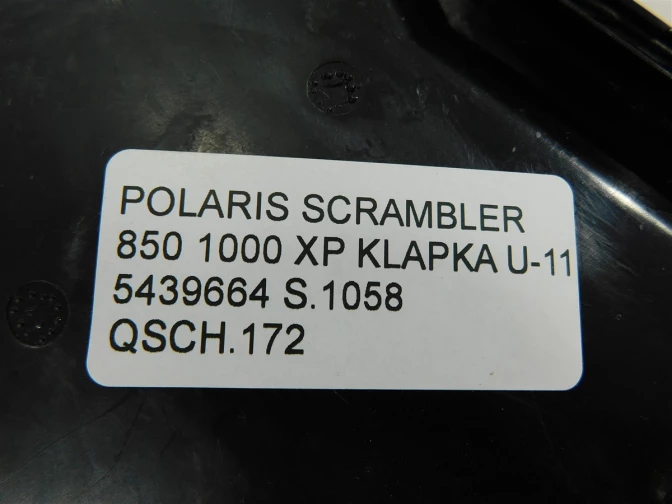 POLARIS SCRAMBLER
850 1000 XP KLAPKA U-11
5439664 S.1058
QSCH.172